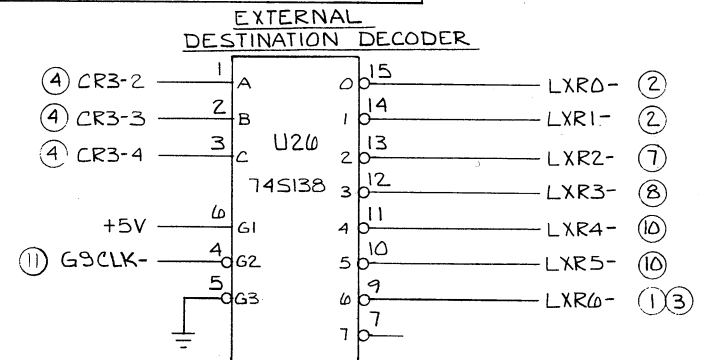 EXTERNAL
DESTINATION DECODER
4 CR3-2 1 A 0 15 LXR0- 2
4 CR3-3 2 B 1 14 LXR1- 2
4 CR3-4 3 C U26 2 13 LXR2- 7
74S138 3 12 LXR3- 8
+5V 6 G1 4 11 LXR4- 10
11 G9CLK- 4 G2 5 10 LXR5- 10
5 G3 6 9 LXR6- 1 3
7 7